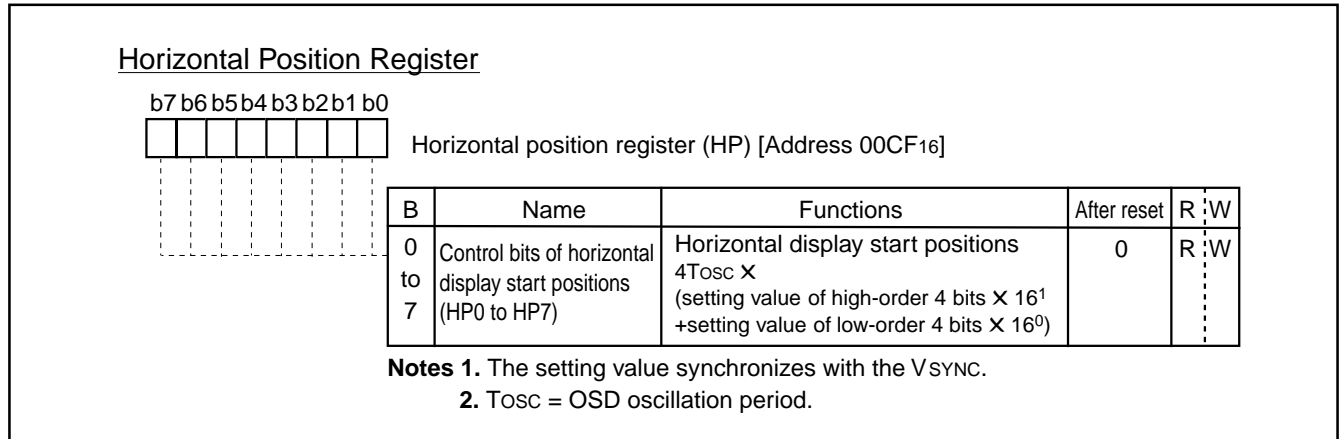 Horizontal Position Register
b7 b6 b5 b4 b3 b2 b1 b0
Horizontal position register (HP) [Address 00CF16]
B Name Functions After reset R W
0 to 7
Control bits of horizontal
display start positions
(HP0 to HP7)
Horizontal display start positions
4TOSC ×
(setting value of high-order 4 bits × 16¹
+setting value of low-order 4 bits × 16⁰)
0 R W
Notes 1. The setting value synchronizes with the VSYNC.
2. TOSC = OSD oscillation period.